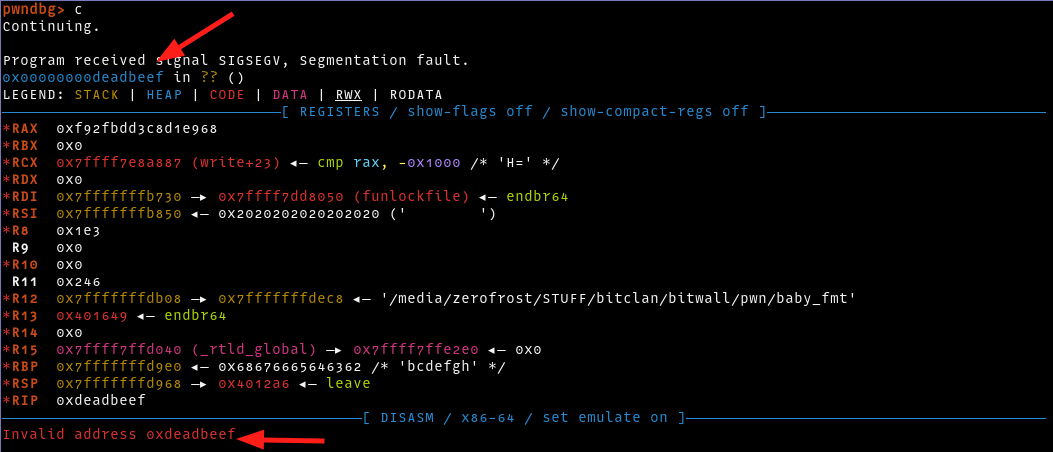 pwndbg> c
Continuing.
Program received signal SIGSEGV, Segmentation fault.
0x00000000deadbeef in ?? ()
LEGEND: STACK | HEAP | CODE | DATA | RWX | RODATA
[ REGISTERS / show-flags off / show-compact-regs off ]
*RAX 0xf92fbdd3c8d1e968
*RBX 0x0
*RCX 0x7ffff7e8a887 (write+23) ◂— cmp rax, -0x1000 /* 'H=' */
*RDX 0x0
*RDI 0x7fffffffb730 —▸ 0x7ffff7dd8050 (funlockfile) ◂— endbr64
*RSI 0x7fffffffb850 ◂— 0x2020202020202020 ('        ')
*R8 0x1e3
R9 0x0
*R10 0x0
R11 0x246
*R12 0x7fffffffdb08 —▸ 0x7fffffffdec8 ◂— '/media/zerofrost/STUFF/bitclan/bitwall/pwn/baby_fmt'
*R13 0x401649 ◂— endbr64
*R14 0x0
*R15 0x7ffff7ffd040 (_rtld_global) —▸ 0x7ffff7ffe2e0 ◂— 0x0
*RBP 0x7fffffffd9e0 ◂— 0x68676665646362 /* 'bcdefgh' */
*RSP 0x7fffffffd968 —▸ 0x4012a6 ◂— leave
*RIP 0xdeadbeef
[ DISASM / x86-64 / set emulate on ]
Invalid address 0xdeadbeef